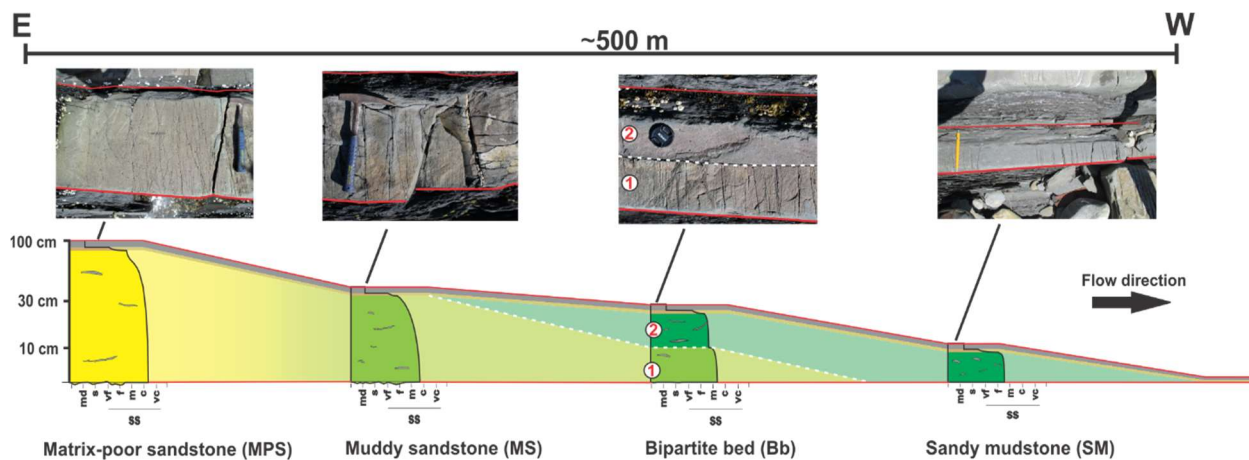 E
W
~500 m
2
1
100 cm
30 cm
10 cm
Flow direction
2
1
md s vf f m c vc
ss
md s vf f m c vc
ss
md s vf f m c vc
ss
md s vf f m c vc
ss
Matrix-poor sandstone (MPS)
Muddy sandstone (MS)
Bipartite bed (Bb)
Sandy mudstone (SM)